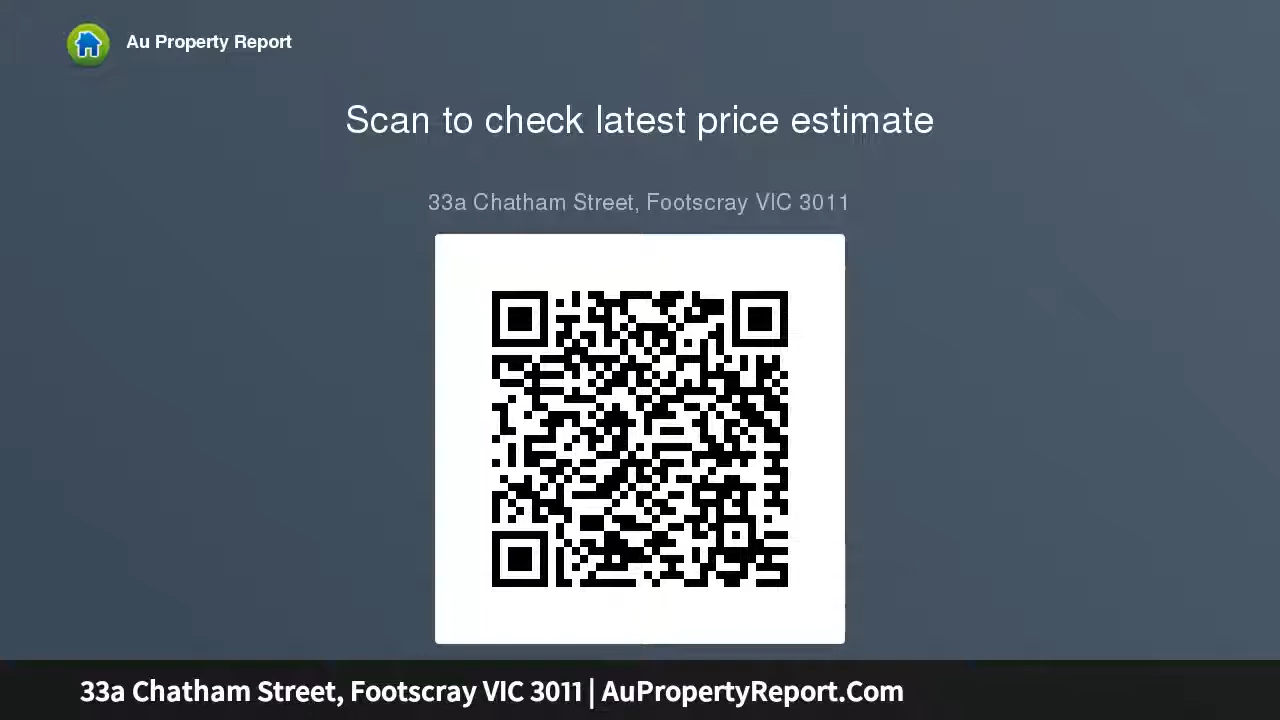 Au Property Report
Scan to check latest price estimate
33a Chatham Street, Footscray VIC 3011
33a Chatham Street, Footscray VIC 3011 | AuPropertyReport.Com